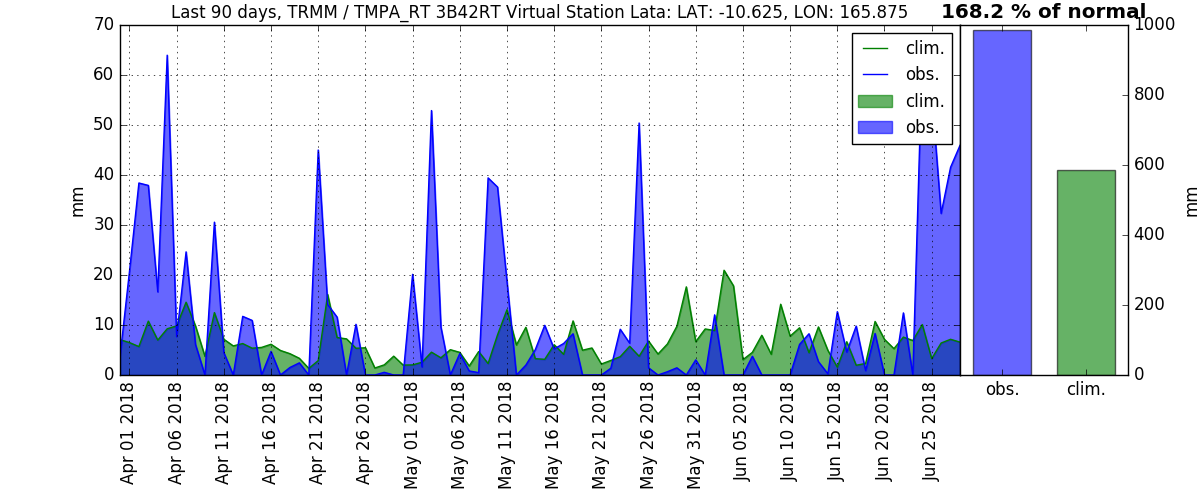 Last 90 days, TRMM / TMPA_RT 3B42RT Virtual Station Lata: LAT: -10.625, LON: 165.875
168.2 % of normal
70
60
50
40
30
20
10
0
mm
clim.
obs.
clim.
obs.
1000
800
600
400
200
0
mm
obs.
clim.
Apr 01 2018
Apr 06 2018
Apr 11 2018
Apr 16 2018
Apr 21 2018
Apr 26 2018
May 01 2018
May 06 2018
May 11 2018
May 16 2018
May 21 2018
May 26 2018
May 31 2018
Jun 05 2018
Jun 10 2018
Jun 15 2018
Jun 20 2018
Jun 25 2018